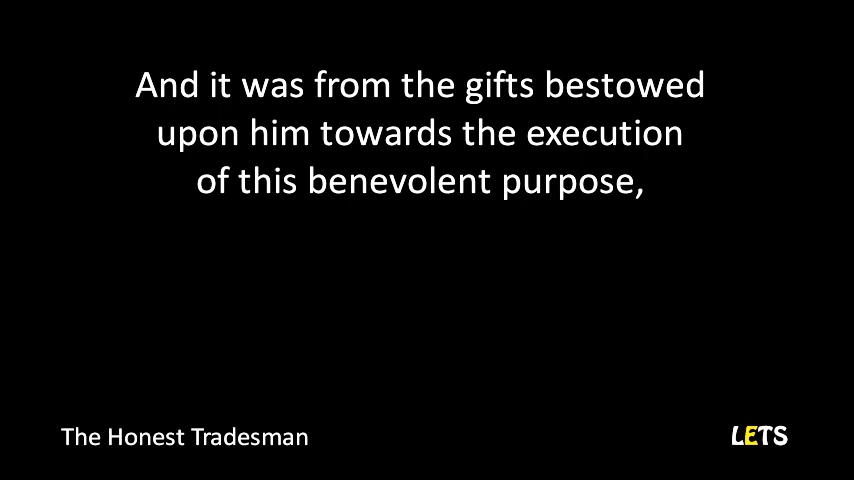 And it was from the gifts bestowed
upon him towards the execution
of this benevolent purpose,
The Honest Tradesman
LETS